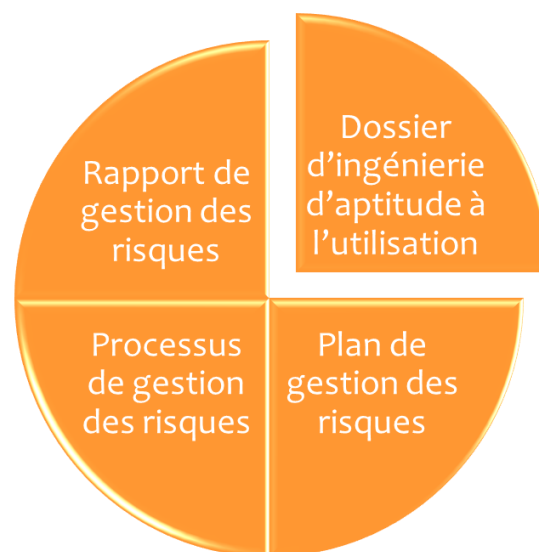 Rapport de
gestion des
risques
Dossier
d'ingénierie
d'aptitude à
l'utilisation
Processus
de gestion
des risques
Plan de
gestion des
risques